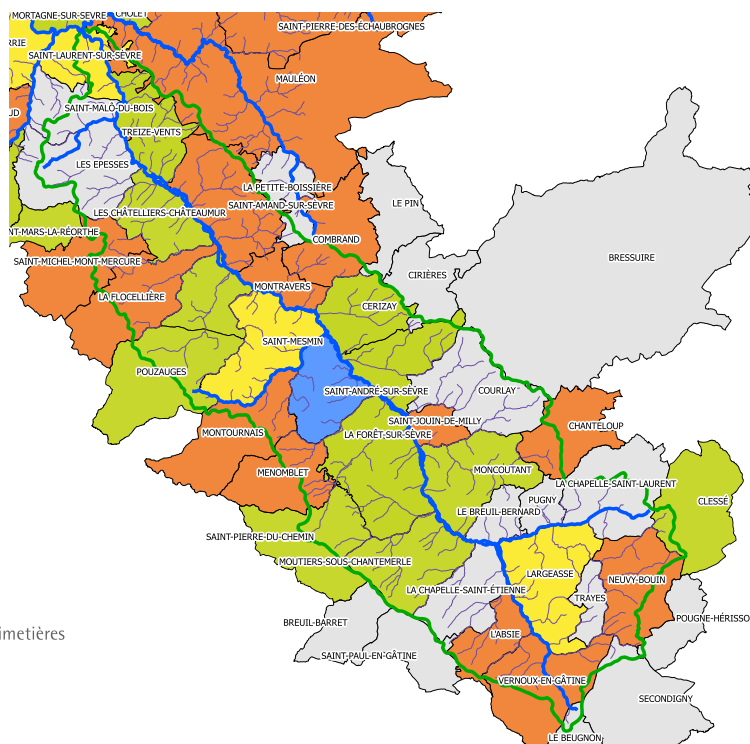 MORTAGNE-SUR-SÈVRE
CHOLET
SAINT-PIERRE-DES-ÉCHAUBROGNES
RRIE
SAINT-LAURENT-SUR-SÈVRE
MAULÉON
SAINT-MALÔ-DU-BOIS
UD
TREIZE-VENTS
LES EPESSES
LA PETITE-BOISSIÈRE
LE PIN
SAINT-AMAND-SUR-SÈVRE
LES CHÂTELLIERS-CHÂTEAUMUR
NT-MARS-LA-RÉORTHE
COMBRAND
BRESSUIRE
SAINT-MICHEL-MONT-MERCURE
CIRIÈRES
MONTRAVERS
LA FLOCELLIÈRE
CERIZAY
SAINT-MESMIN
POUZAUGES
SAINT-ANDRÉ-SUR-SÈVRE
COURLAY
SAINT-JOUIN-DE-MILLY
CHANTELOUP
MONTOURNAIS
LA FORÊT-SUR-SÈVRE
MENOMBLET
MONCOUTANT
LA CHAPELLE-SAINT-LAURENT
PUGNY
CLESSÉ
LE BREUIL-BERNARD
SAINT-PIERRE-DU-CHEMIN
MOUTIERS-SOUS-CHANTEMERLE
LARGEASSE
NEUVY-BOUIN
LA CHAPELLE-SAINT-ÉTIENNE
TRAYES
POUGNE-HÉRISSO
BREUIL-BARRET
imetières
L'ABSIE
SAINT-PAUL-EN-GÂTINE
VERNOUX-EN-GÂTINE
SECONDIGNY
LE BEUGNON